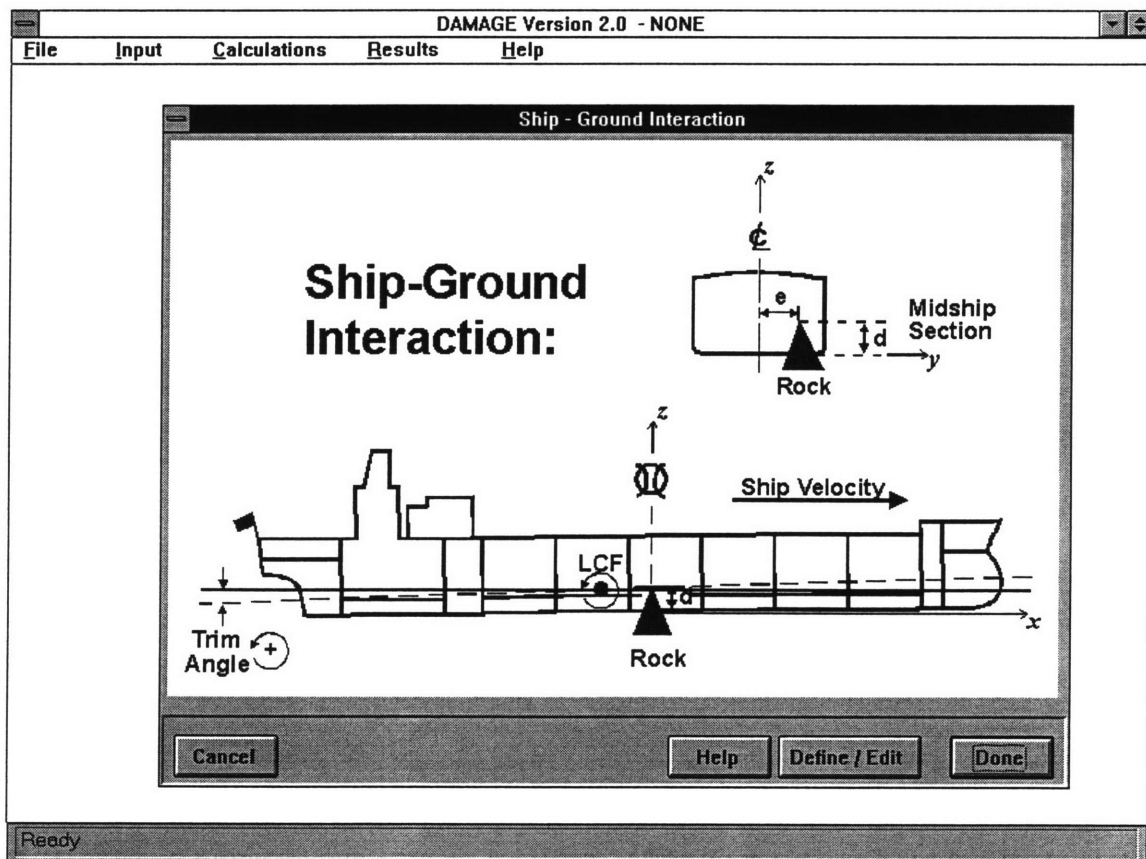 DAMAGE Version 2.0 - NONE
File Input Calculations Results Help
Ship - Ground Interaction
z
℄
Ship-Ground
Interaction:
e
d
Midship
Section
y
Rock
z
Ship Velocity
LCF
d
x
Trim
Angle
+
Rock
Cancel Help Define / Edit Done
Ready